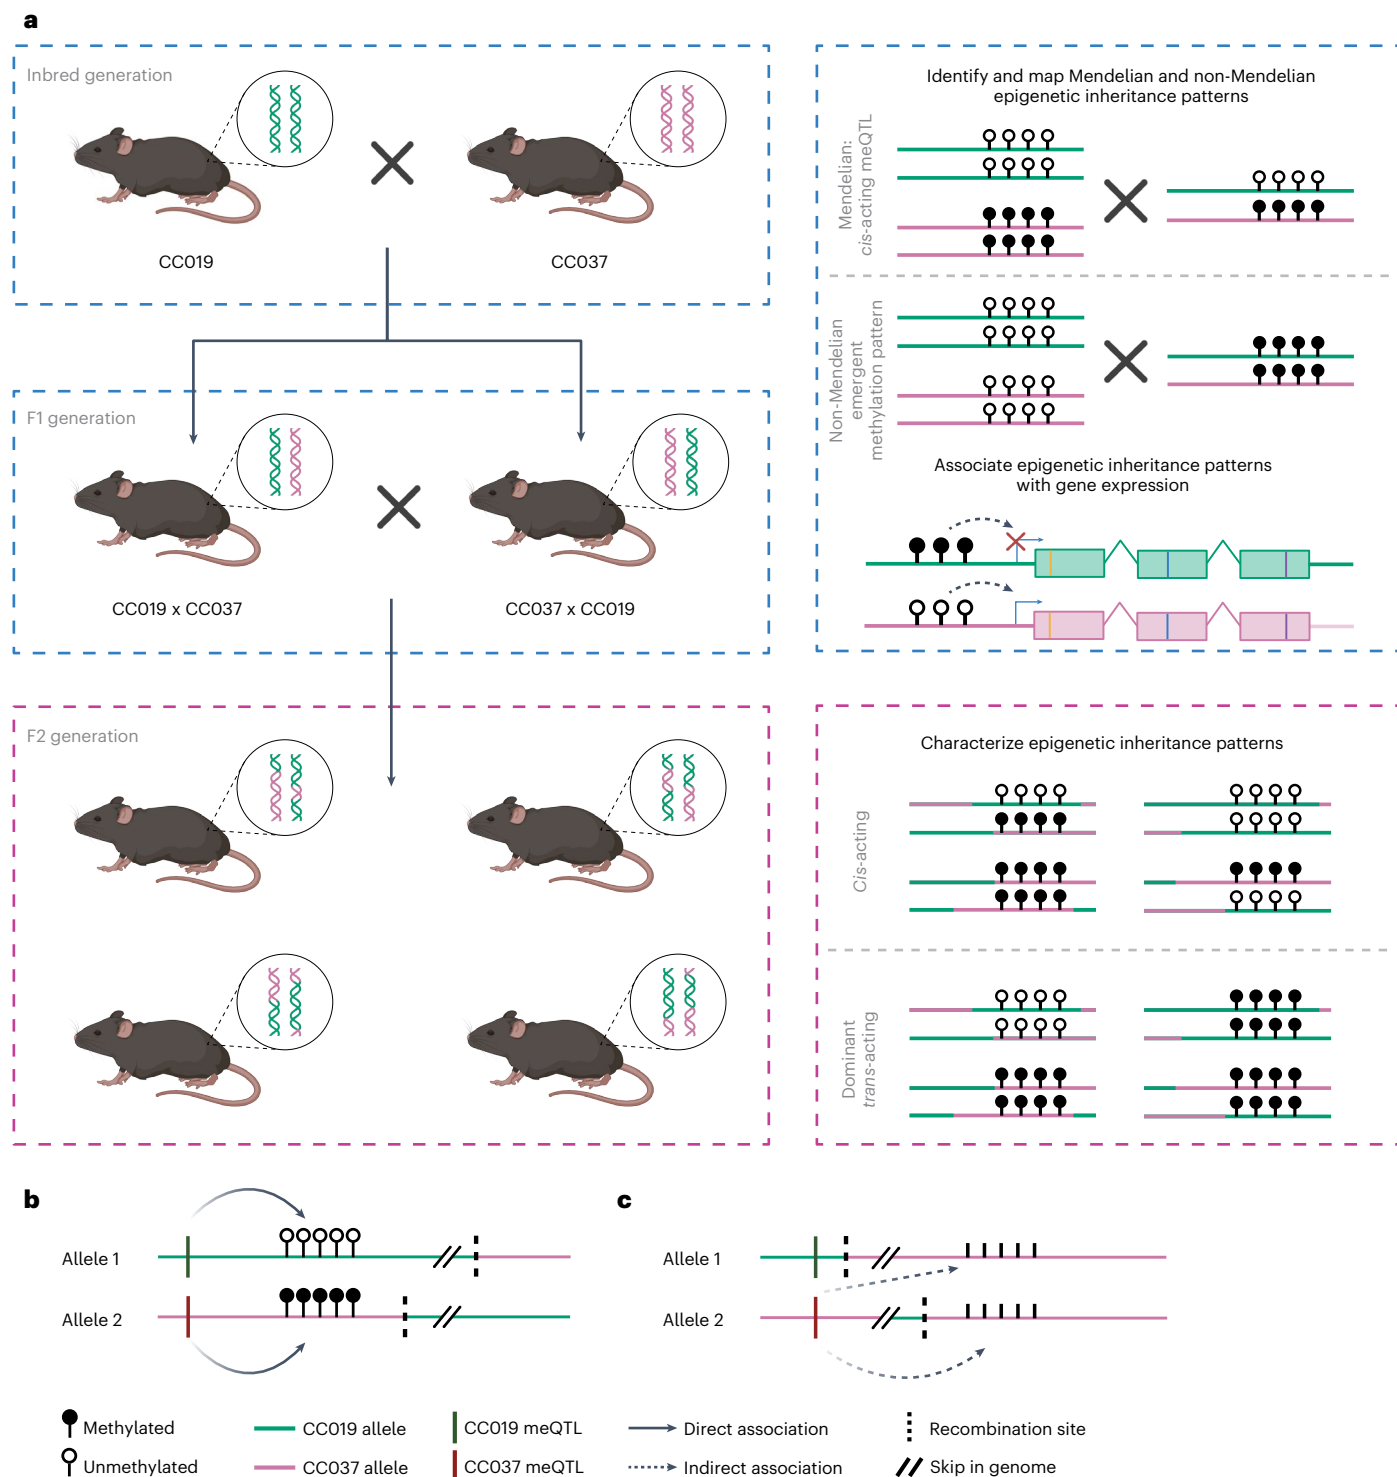 a
Inbred generation
CC019
CC037
F1 generation
CC019 x CC037
CC037 x CC019
F2 generation
Identify and map Mendelian and non-Mendelian
epigenetic inheritance patterns
Mendelian:
cis-acting meQTL
Non-Mendelian
emergent
methylation pattern
Associate epigenetic inheritance patterns
with gene expression
Characterize epigenetic inheritance patterns
Cis-acting
Dominant
trans-acting
b
Allele 1
Allele 2
c
Allele 1
Allele 2
Methylated
CC019 allele
CC019 meQTL
Direct association
Recombination site
Unmethylated
CC037 allele
CC037 meQTL
Indirect association
Skip in genome